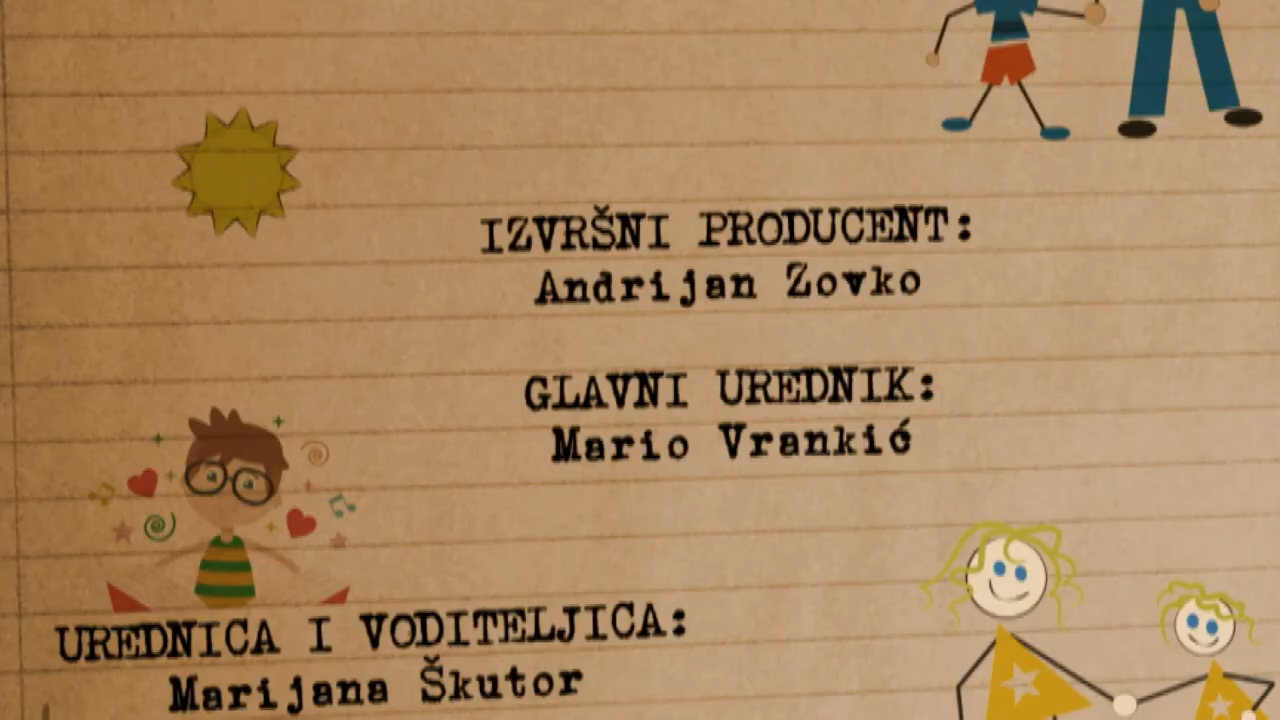 IZVRŠNI PRODUCENT:
Andrijan Zovko
GLAVNI UREDNIK:
Mario Vrankić
UREDNICA I VODITELJICA:
Marijana Škutor